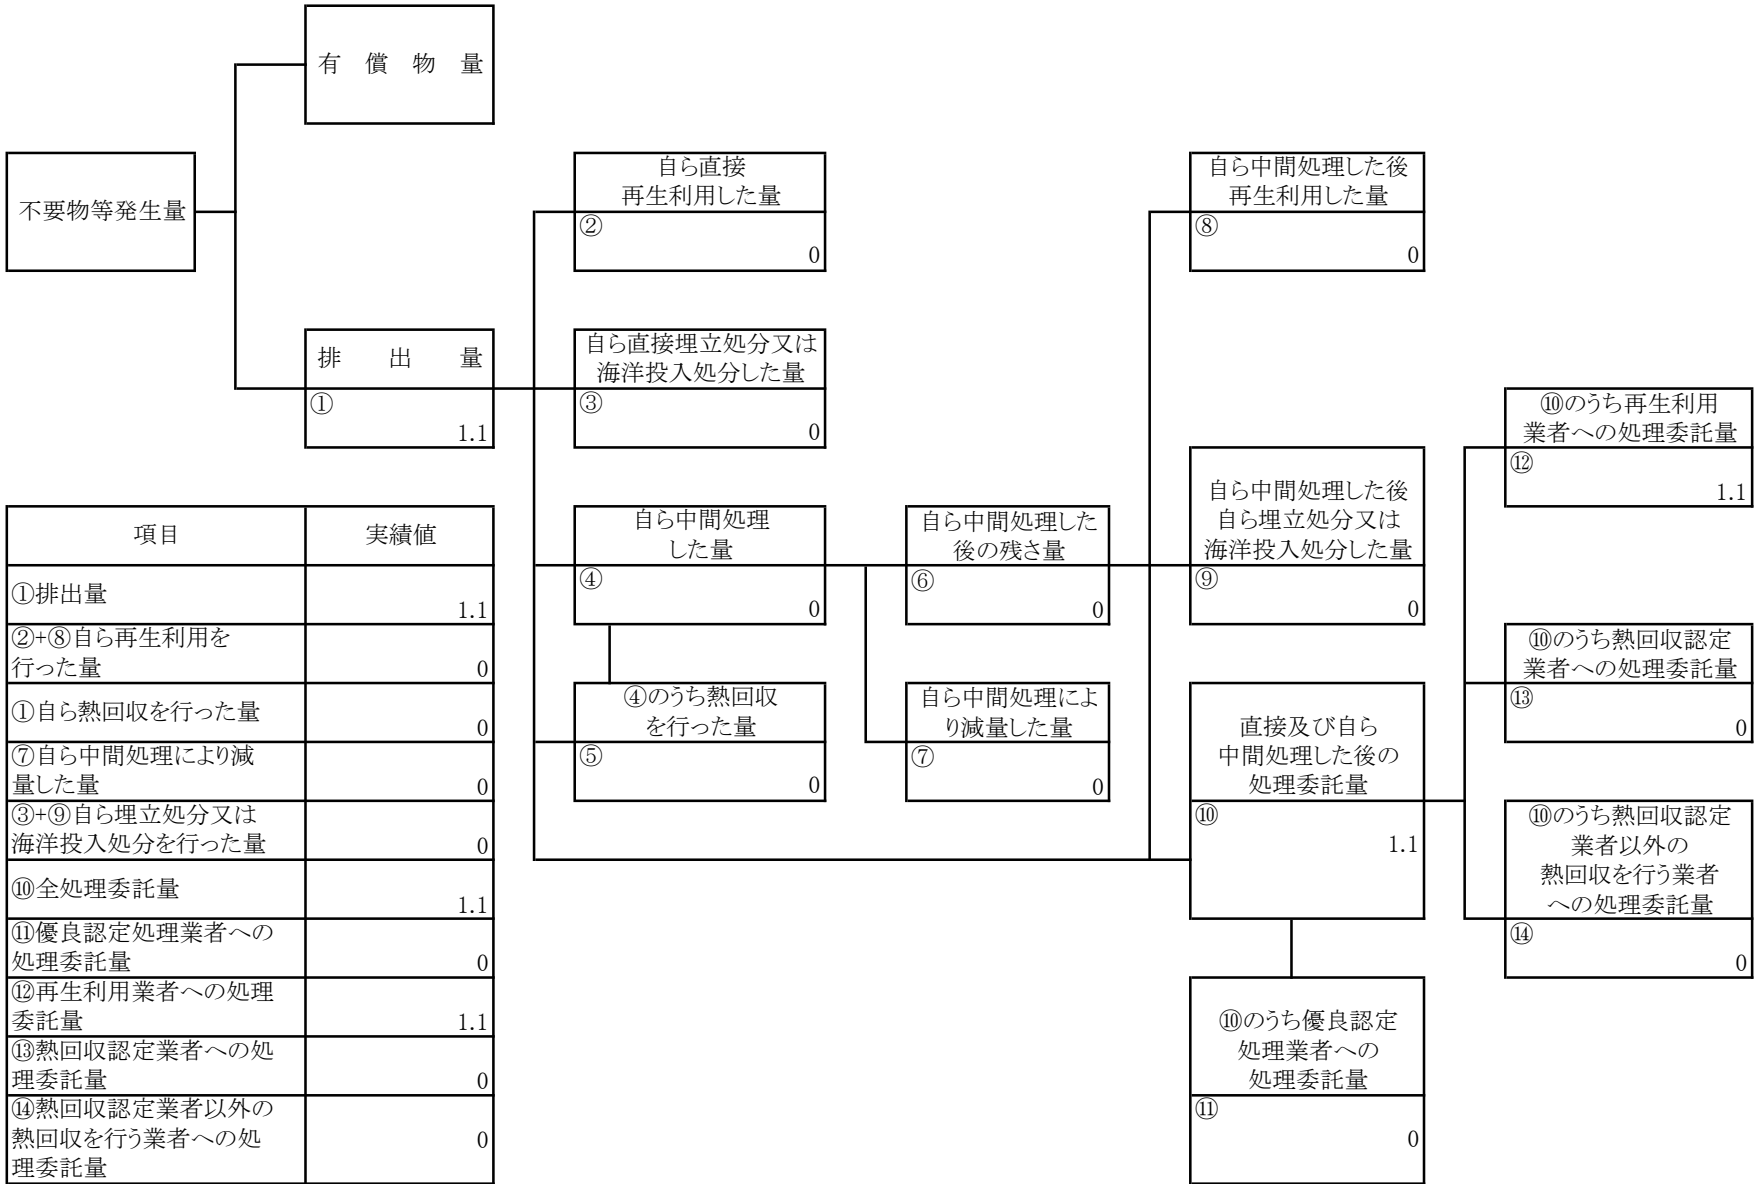 有　償　物　量
不要物等発生量
自ら直接
再生利用した量
②
0
自ら中間処理した後
再生利用した量
⑧
0
排　出　量
①
1.1
自ら直接埋立処分又は
海洋投入処分した量
③
0
⑩のうち再生利用
業者への処理委託量
⑫
1.1
自ら中間処理
した量
④
0
自ら中間処理した
後の残さ量
⑥
0
自ら中間処理した後
自ら埋立処分又は
海洋投入処分した量
⑨
0
⑩のうち熱回収認定
業者への処理委託量
⑬
0
④のうち熱回収
を行った量
⑤
0
自ら中間処理によ
り減量した量
⑦
0
直接及び自ら
中間処理した後の
処理委託量
⑩
1.1
⑩のうち熱回収認定
業者以外の
熱回収を行う業者
への処理委託量
⑭
0
⑩のうち優良認定
処理業者への
処理委託量
⑪
0
項目 実績値
①排出量
1.1
②+⑧自ら再生利用を
行った量 0
①自ら熱回収を行った量
0
⑦自ら中間処理により減
量した量 0
③+⑨自ら埋立処分又は
海洋投入処分を行った量 0
⑩全処理委託量
1.1
⑪優良認定処理業者への
処理委託量 0
⑫再生利用業者への処理
委託量 1.1
⑬熱回収認定業者への処
理委託量 0
⑭熱回収認定業者以外の
熱回収を行う業者への処 0
理委託量